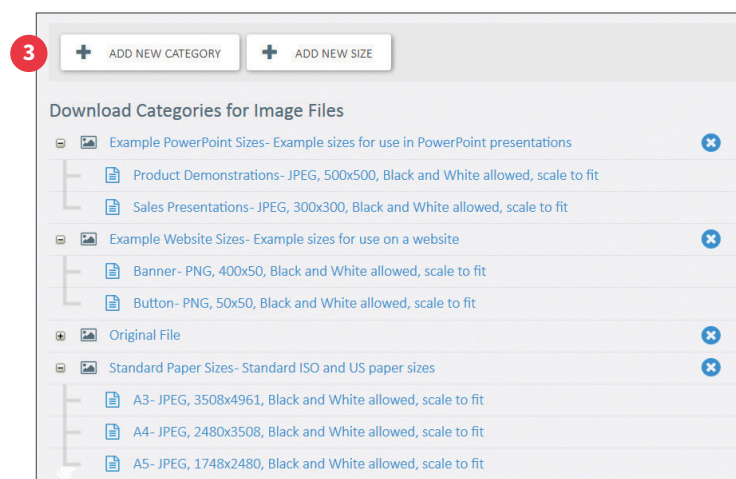 3
ADD NEW CATEGORY
ADD NEW SIZE
Download Categories for Image Files
Example PowerPoint Sizes- Example sizes for use in PowerPoint presentations
Product Demonstrations- JPEG, 500x500, Black and White allowed, scale to fit
Sales Presentations- JPEG, 300x300, Black and White allowed, scale to fit
Example Website Sizes- Example sizes for use on a website
Banner- PNG, 400x50, Black and White allowed, scale to fit
Button- PNG, 50x50, Black and White allowed, scale to fit
Original File
Standard Paper Sizes- Standard ISO and US paper sizes
A3- JPEG, 3508x4961, Black and White allowed, scale to fit
A4- JPEG, 2480x3508, Black and White allowed, scale to fit
A5- JPEG, 1748x2480, Black and White allowed, scale to fit